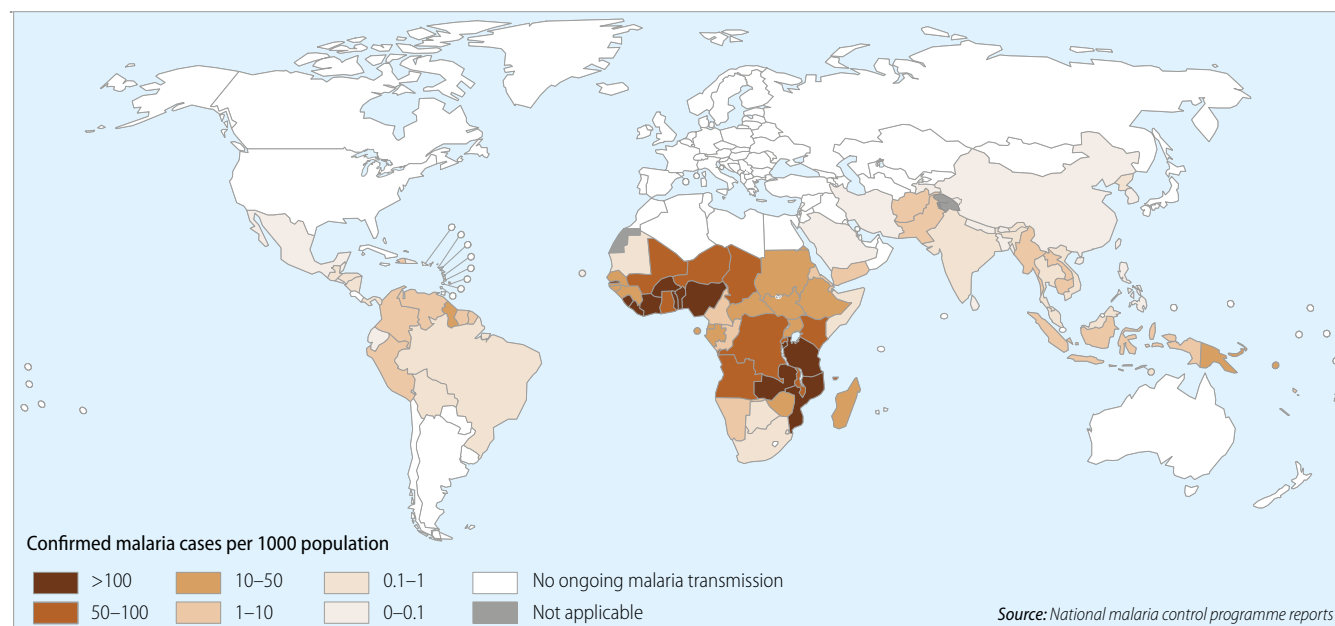 Confirmed malaria cases per 1000 population
>100
10–50
0.1–1
No ongoing malaria transmission
50–100
1–10
0–0.1
Not applicable
Source: National malaria control programme reports